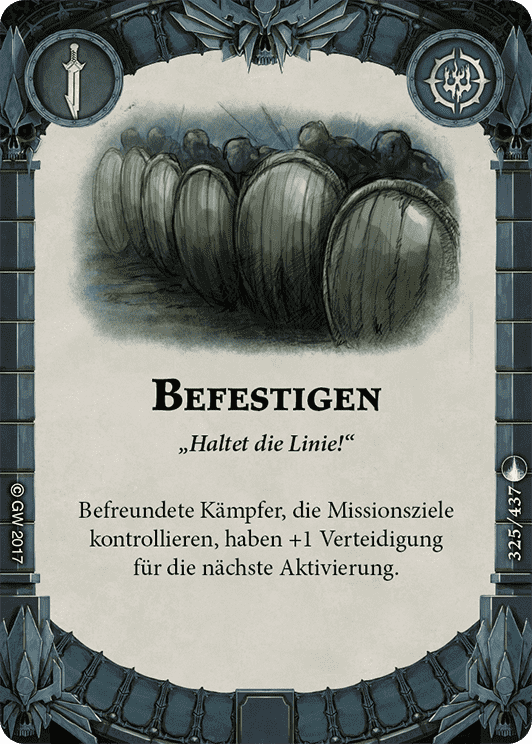 BEFESTIGEN
„Haltet die Linie!“
Befreundete Kämpfer, die Missionsziele
kontrollieren, haben +1 Verteidigung
für die nächste Aktivierung.
© GW 2017
325/437